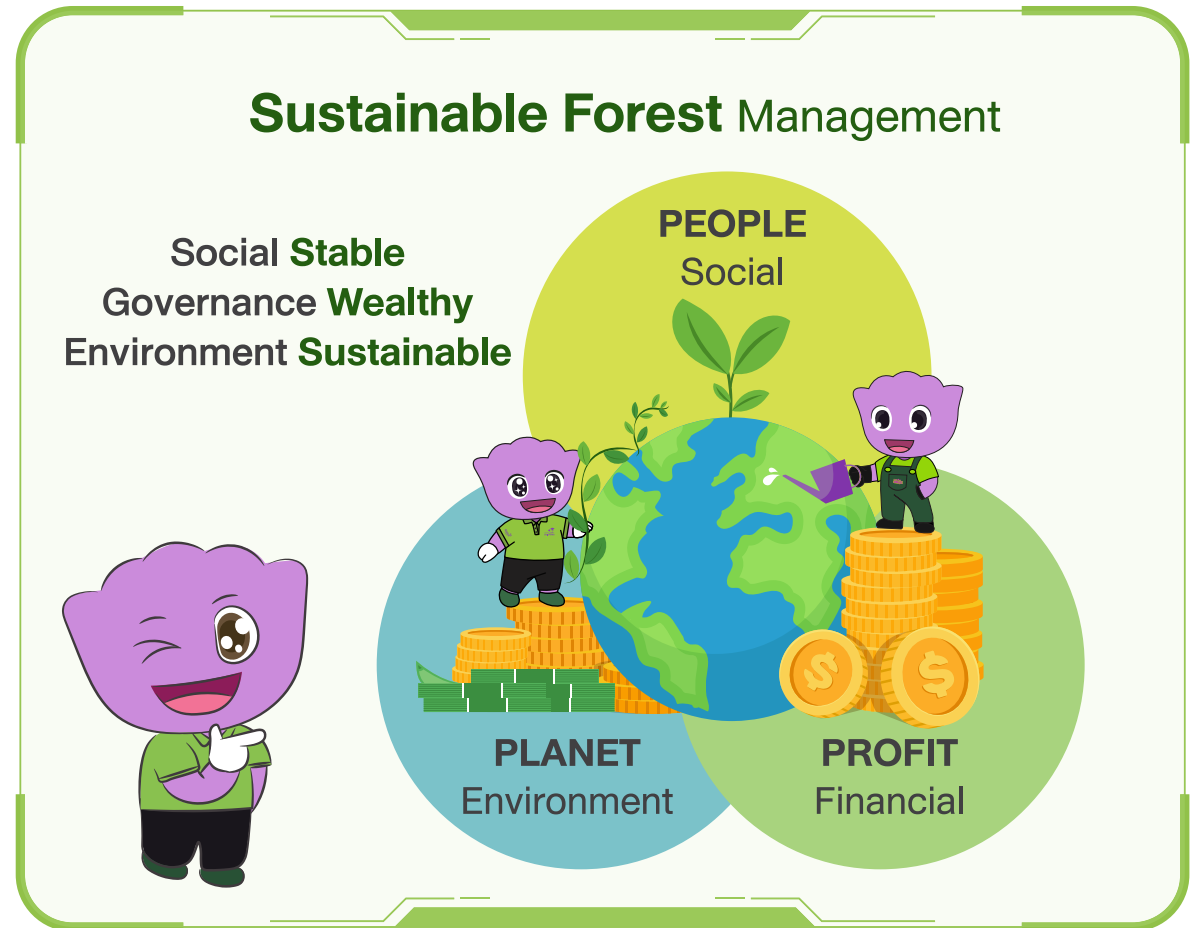 Sustainable Forest Management
Social Stable
Governance Wealthy
Environment Sustainable
PEOPLE
Social
PLANET
Environment
PROFIT
Financial
$
$